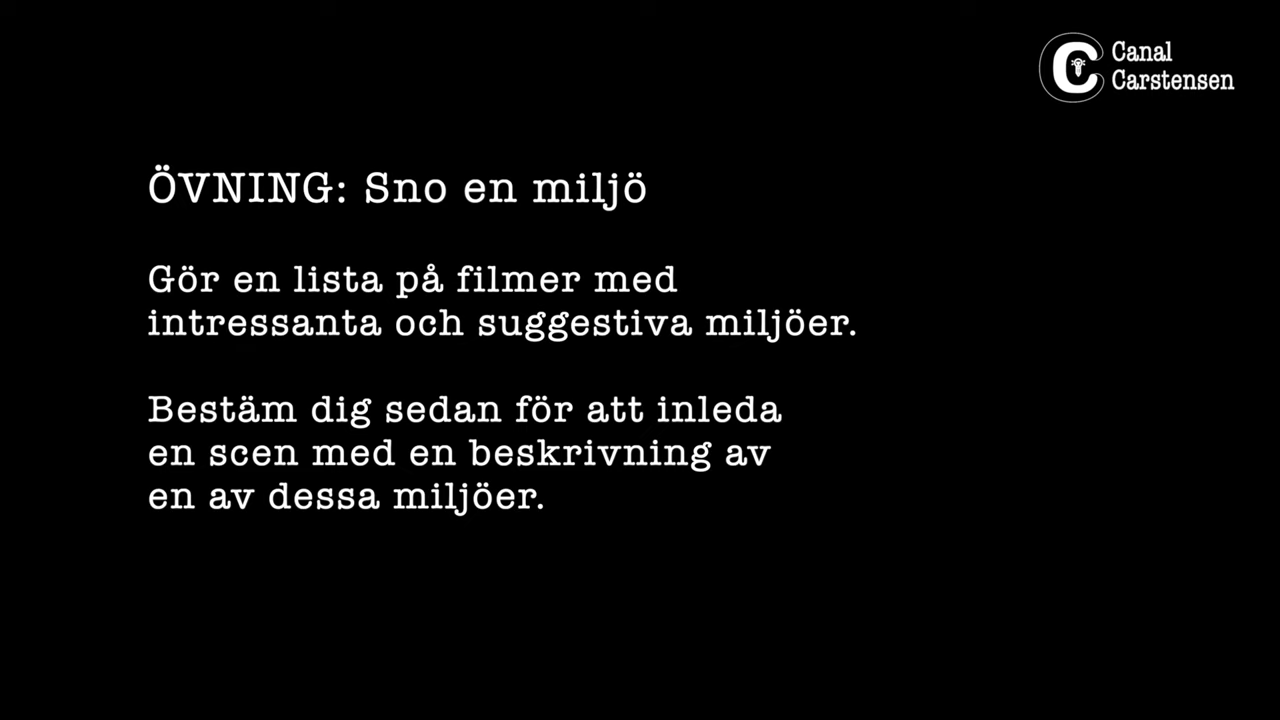 Canal
Carstensen
ÖVNING: Sno en miljö
Gör en lista på filmer med
intressanta och suggestiva miljöer.
Bestäm dig sedan för att inleda
en scen med en beskrivning av
en av dessa miljöer.